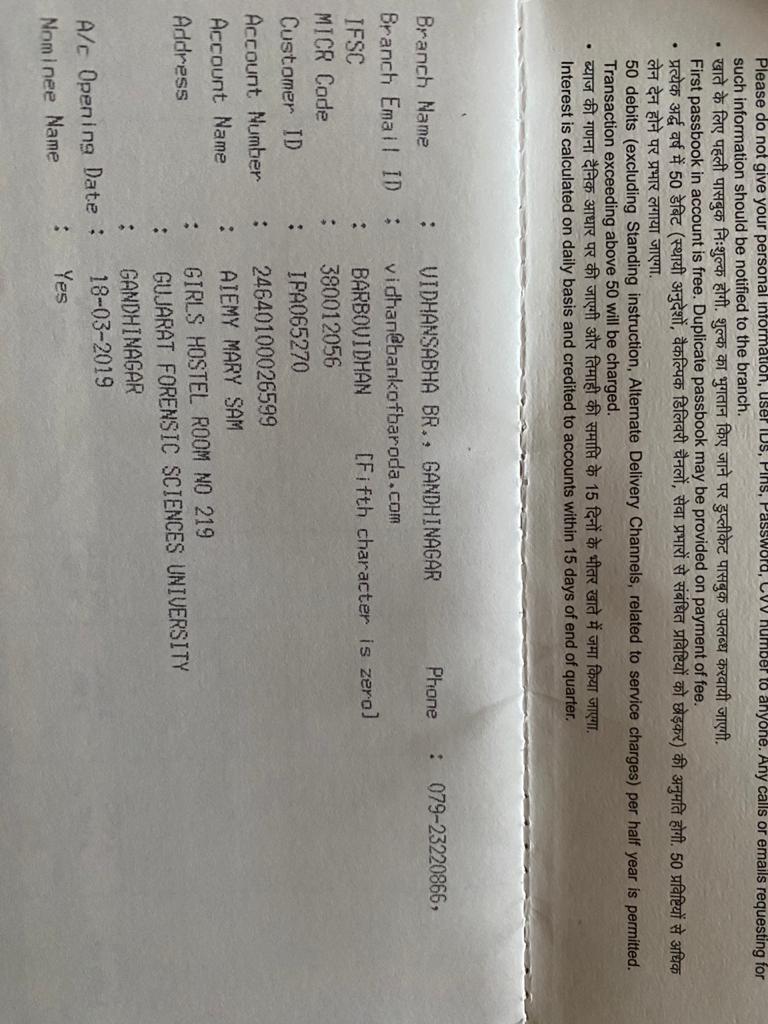 Please do not give your personal information, user IDs, Pins, Password, CVV number to anyone. Any calls or emails requesting for
such information should be notified to the branch.
• खाते के लिए पहली पासबुक निःशुल्क होगी. शुल्क का भुगतान किए जाने पर डुप्लीकेट पासबुक उपलब्ध करवायी जाएगी.
First passbook in account is free. Duplicate passbook may be provided on payment of fee.
• प्रत्येक अर्द्ध वर्ष में 50 डेबिट (स्थायी अनुदेशों, वैकल्पिक डिलिवरी चैनलों, सेवा प्रभारों से संबंधित प्रविष्टियों को छोड़कर) की अनुमति होगी. 50 प्रविष्टियों से अधिक
लेन देन होने पर प्रभार लगाया जाएगा.
50 debits (excluding Standing instruction, Alternate Delivery Channels, related to service charges) per half year is permitted.
Transaction exceeding above 50 will be charged.
• ब्याज की गणना दैनिक आधार पर की जाएगी और तिमाही की समाप्ति के 15 दिनों के भीतर खाते में जमा किया जाएगा.
Interest is calculated on daily basis and credited to accounts within 15 days of end of quarter.
Branch Name : VIDHANSABHA BR., GANDHINAGAR Phone : 079-23220866,
Branch Email ID : vidhan@bankofbaroda.com
IFSC : BARB0VIDHAN [Fifth character is zero]
MICR Code : 380012056
Customer ID : IPA065270
Account Number : 24640100026599
Account Name : AIEMY MARY SAM
Address : GIRLS HOSTEL ROOM NO 219
: GUJARAT FORENSIC SCIENCES UNIVERSITY
: GANDHINAGAR
A/c Opening Date : 18-03-2019
Nominee Name : Yes